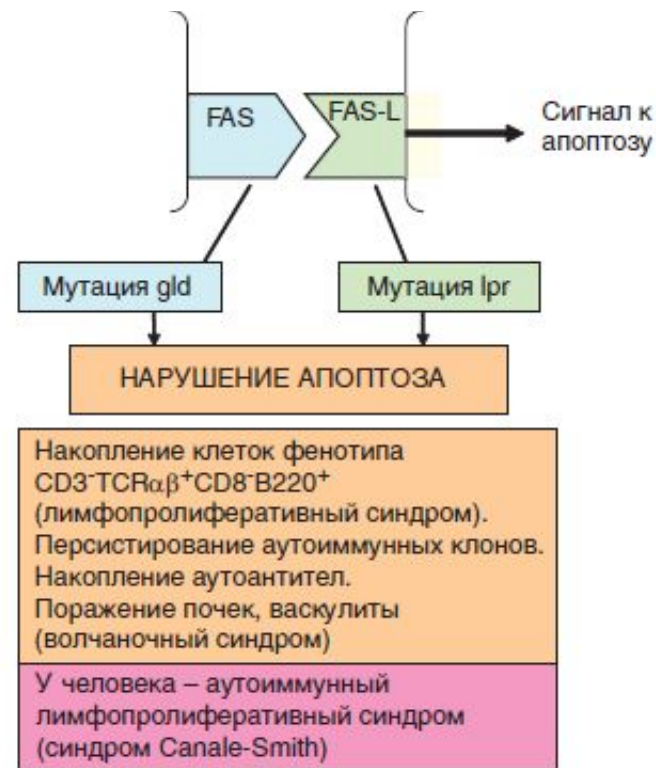 FAS
FAS-L
Сигнал к
апоптозу
Мутация gld
Мутация lpr
НАРУШЕНИЕ АПОПТОЗА
Накопление клеток фенотипа
CD3⁻TCRαβ⁺CD8⁻B220⁺
(лимфопролиферативный синдром).
Персистирование аутоиммунных клонов.
Накопление аутоантител.
Поражение почек, васкулиты
(волчаночный синдром)
У человека – аутоиммунный
лимфопролиферативный синдром
(синдром Canale-Smith)